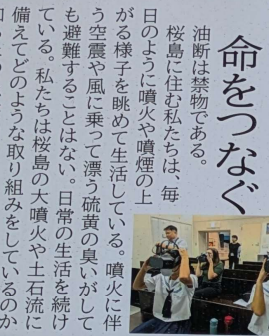 命をつなぐ
油断は禁物である。
桜島に住む私たちは、毎
日のように噴火や噴煙の上
がる様子を眺めて生活している。噴火に伴
う空震や風に乗って漂う硫黄の臭いがして
も避難することはない。日常の生活を続け
ている。私たちは桜島の大噴火や土石流に
備えてどのような取り組みをしているのか